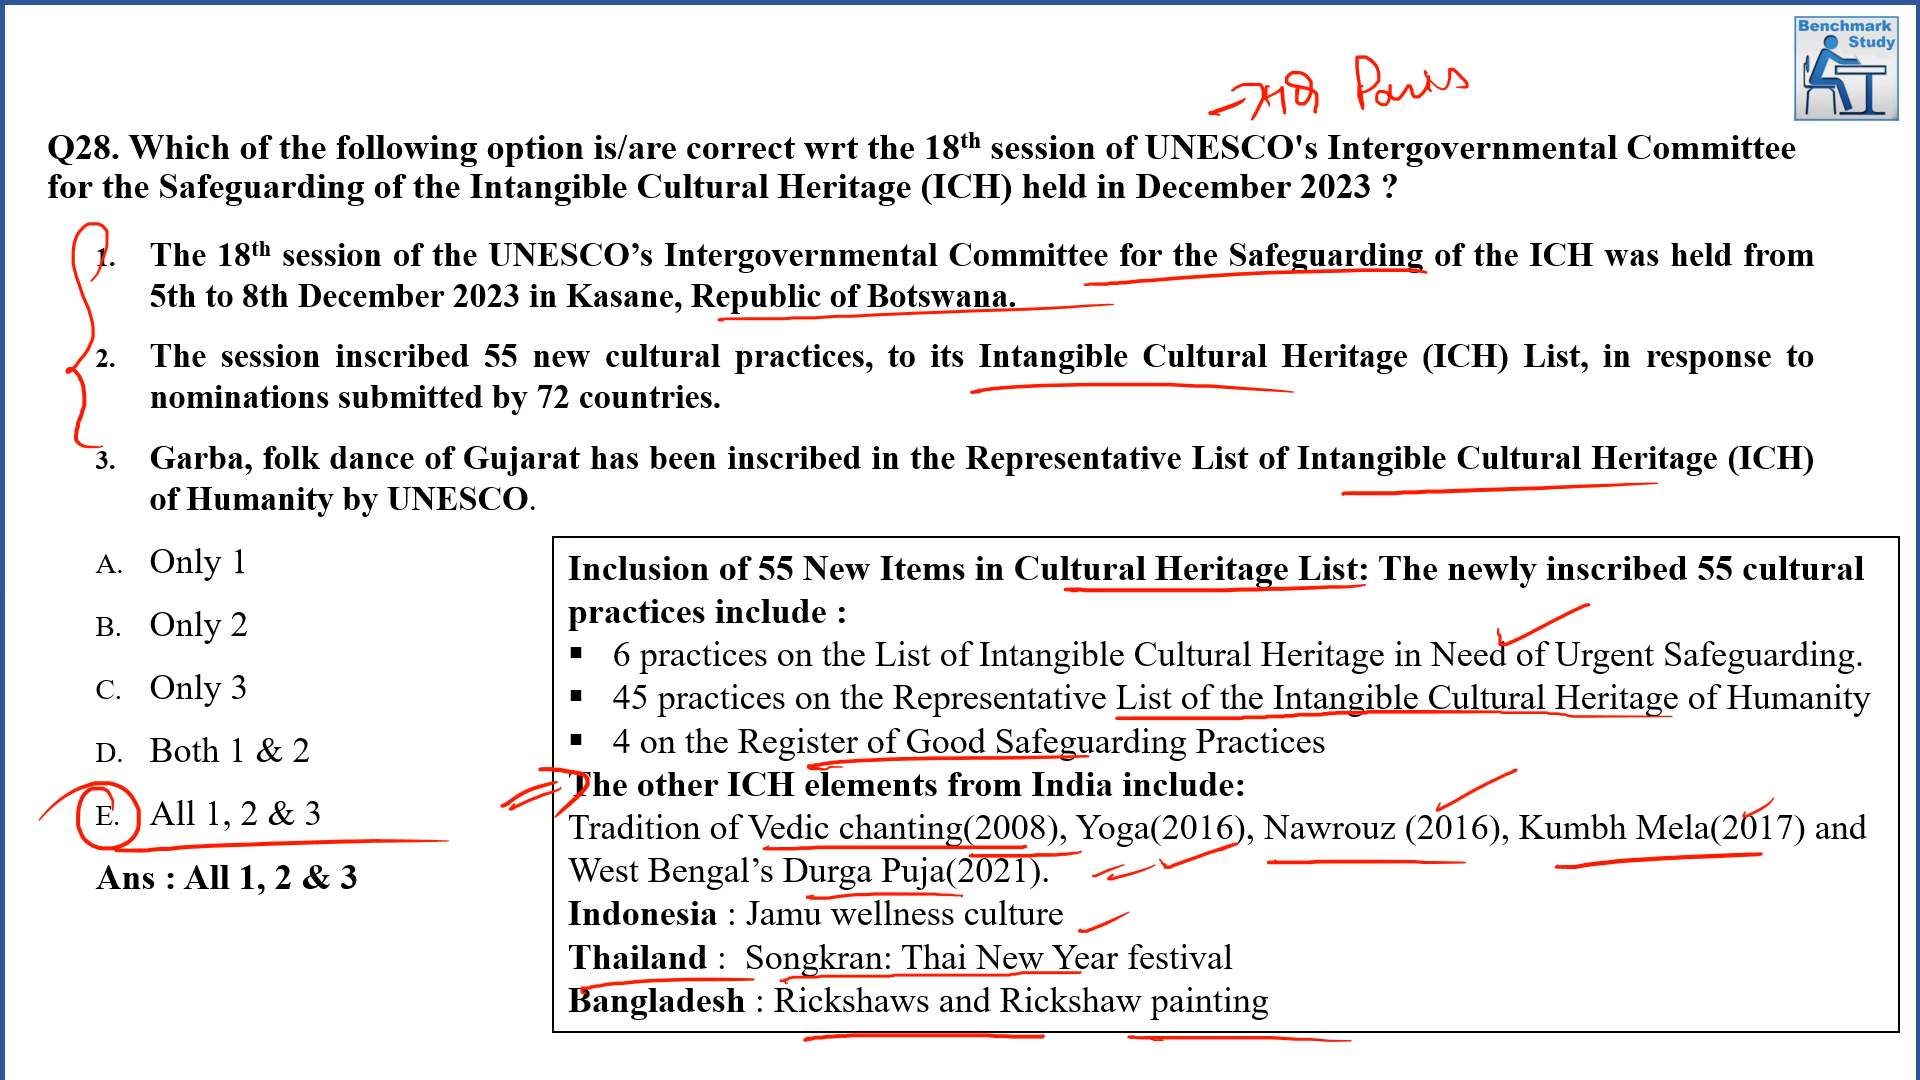 Benchmark
Study
Paris
Q28. Which of the following option is/are correct wrt the 18th session of UNESCO's Intergovernmental Committee
for the Safeguarding of the Intangible Cultural Heritage (ICH) held in December 2023 ?
1. The 18th session of the UNESCO’s Intergovernmental Committee for the Safeguarding of the ICH was held from
5th to 8th December 2023 in Kasane, Republic of Botswana.
2. The session inscribed 55 new cultural practices, to its Intangible Cultural Heritage (ICH) List, in response to
nominations submitted by 72 countries.
3. Garba, folk dance of Gujarat has been inscribed in the Representative List of Intangible Cultural Heritage (ICH)
of Humanity by UNESCO.
A. Only 1
B. Only 2
C. Only 3
D. Both 1 & 2
E. All 1, 2 & 3
Ans : All 1, 2 & 3
Inclusion of 55 New Items in Cultural Heritage List: The newly inscribed 55 cultural
practices include :
▪ 6 practices on the List of Intangible Cultural Heritage in Need of Urgent Safeguarding.
▪ 45 practices on the Representative List of the Intangible Cultural Heritage of Humanity
▪ 4 on the Register of Good Safeguarding Practices
The other ICH elements from India include:
Tradition of Vedic chanting(2008), Yoga(2016), Nawrouz (2016), Kumbh Mela(2017) and
West Bengal’s Durga Puja(2021).
Indonesia : Jamu wellness culture
Thailand : Songkran: Thai New Year festival
Bangladesh : Rickshaws and Rickshaw painting